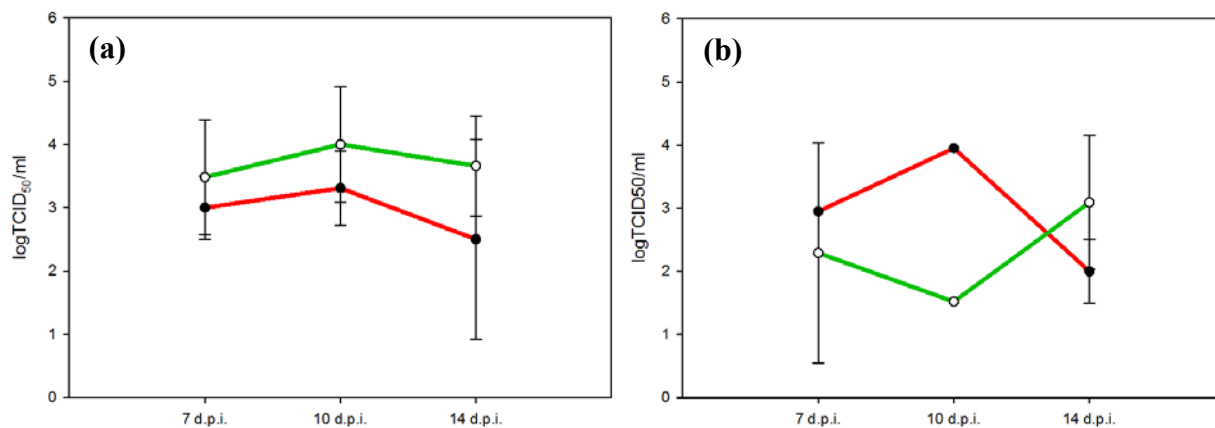 (a)
6
5
4
3
2
1
0
logTCID₅₀/ml
7 d.p.i.
10 d.p.i.
14 d.p.i.
(b)
6
5
4
3
2
1
0
logTCID50/ml
7 d.p.i.
10 d.p.i.
14 d.p.i.